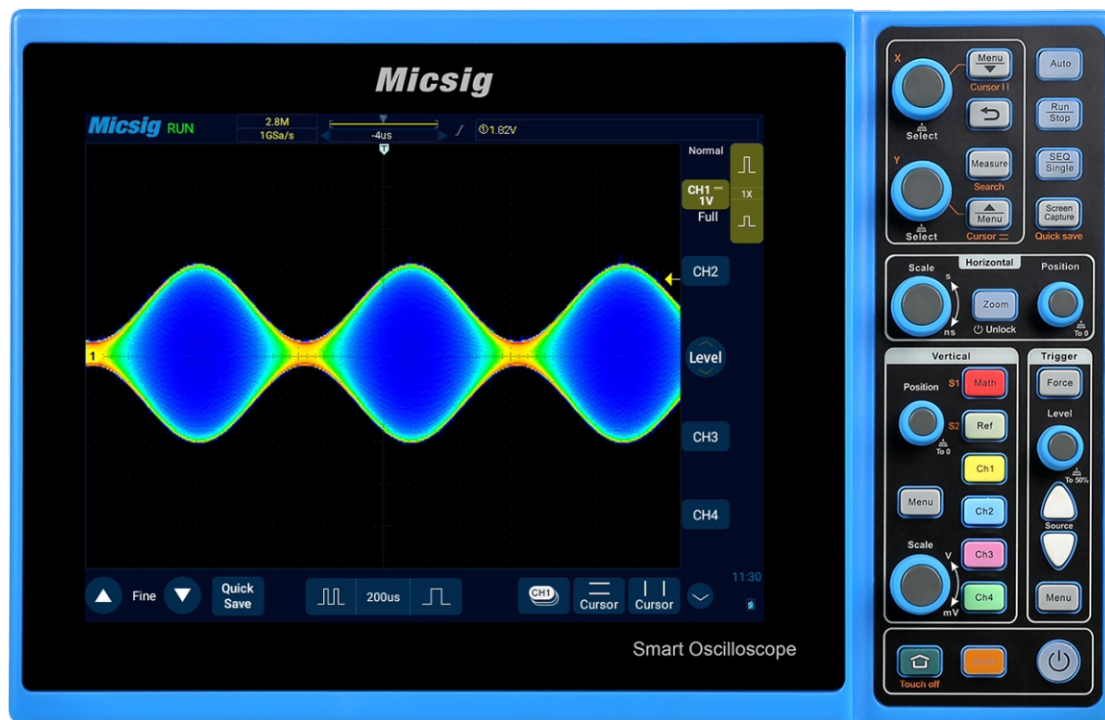 Micsig
Micsig RUN
2.8M
1GSa/s
-4us
1.82V
T
Normal
CH1
1V
Full
1X
CH2
1
Level
CH3
CH4
11:30
Fine
Quick
Save
200us
CH1
Cursor
Cursor
Smart Oscilloscope
X
Menu
Cursor II
Select
Auto
Run
Stop
Y
Measure
Search
Menu
Cursor
Select
SEQ
Single
Screen
Capture
Quick save
Horizontal
Scale
s
ns
Zoom
Unlock
Position
To 0
Vertical
Position
To 0
S1
Math
S2
Ref
Ch1
Menu
Ch2
Scale
V
mV
Ch3
Ch4
Trigger
Force
Level
To 50%
Source
Menu
Touch off